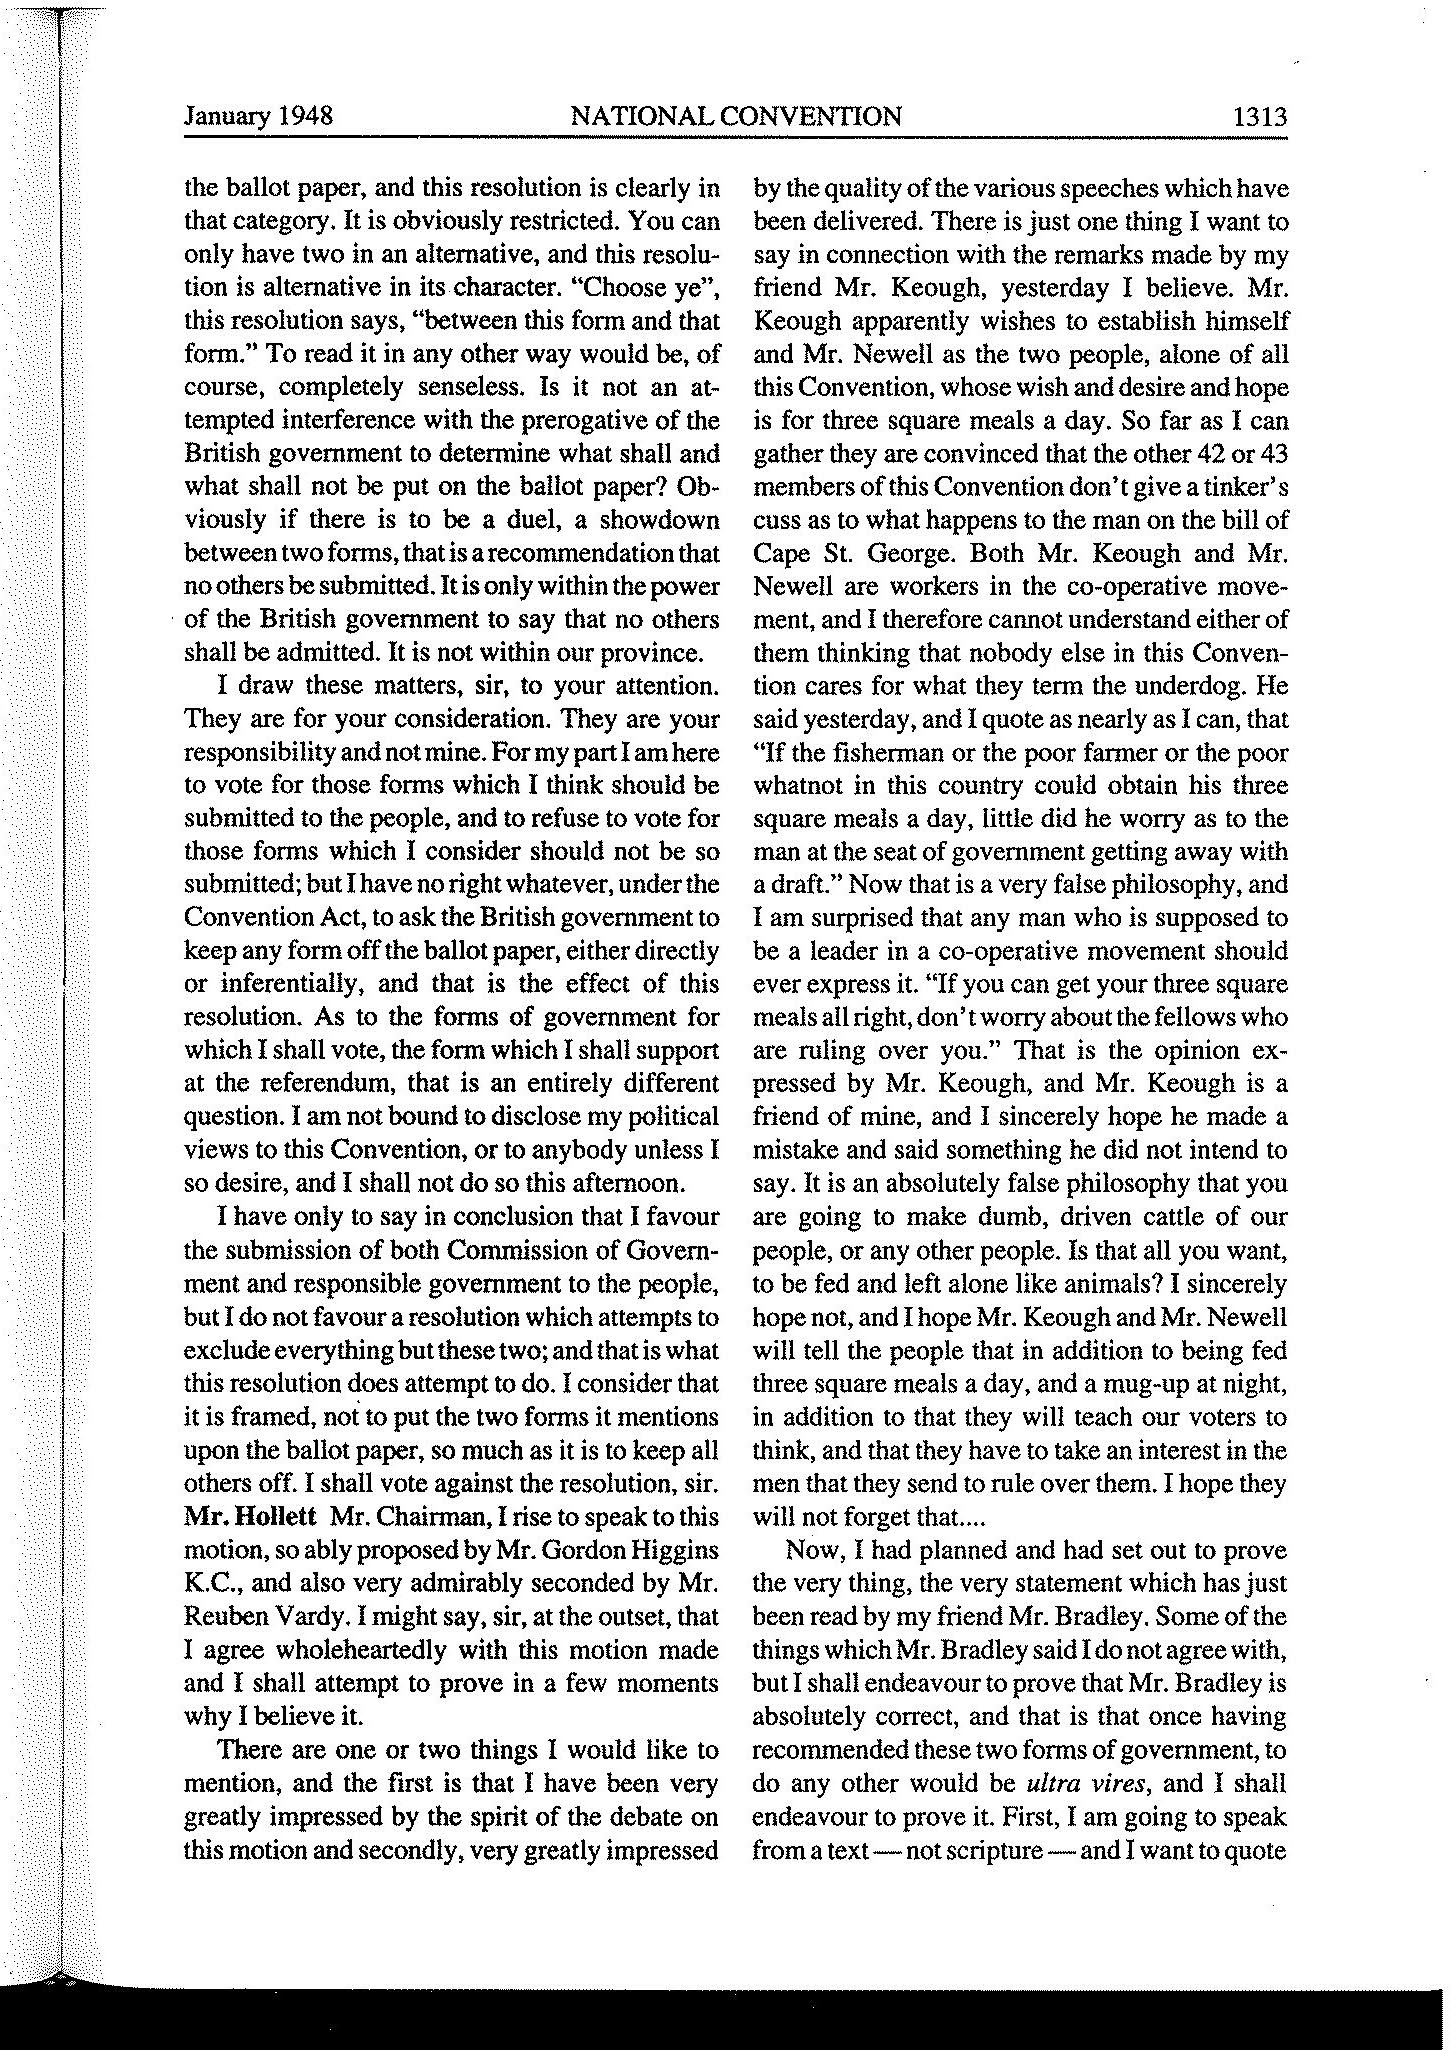 January 1948
NATIONAL CONVENTION
1313
the ballot paper, and this resolution is clearly in
that category. It is obviously restricted. You can
only have two in an alternative, and this resolu-
tion is alternative in its character. “Choose ye”,
this resolution says, “between this form and that
form.” To read it in any other way would be, of
course, completely senseless. Is it not an at-
tempted interference with the prerogative of the
British government to determine what shall and
what shall not be put on the ballot paper? Ob-
viously if there is to be a duel, a showdown
between two forms, that is a recommendation that
no others be submitted. It is only within the power
of the British government to say that no others
shall be admitted. It is not within our province.
I draw these matters, sir, to your attention.
They are for your consideration. They are your
responsibility and not mine. For my part I am here
to vote for those forms which I think should be
submitted to the people, and to refuse to vote for
those forms which I consider should not be so
submitted; but I have no right whatever, under the
Convention Act, to ask the British government to
keep any form off the ballot paper, either directly
or inferentially, and that is the effect of this
resolution. As to the forms of government for
which I shall vote, the form which I shall support
at the referendum, that is an entirely different
question. I am not bound to disclose my political
views to this Convention, or to anybody unless I
so desire, and I shall not do so this afternoon.
I have only to say in conclusion that I favour
the submission of both Commission of Govern-
ment and responsible government to the people,
but I do not favour a resolution which attempts to
exclude everything but these two; and that is what
this resolution does attempt to do. I consider that
it is framed, not to put the two forms it mentions
upon the ballot paper, so much as it is to keep all
others off. I shall vote against the resolution, sir.
Mr. Hollett Mr. Chairman, I rise to speak to this
motion, so ably proposed by Mr. Gordon Higgins
K.C., and also very admirably seconded by Mr.
Reuben Vardy. I might say, sir, at the outset, that
I agree wholeheartedly with this motion made
and I shall attempt to prove in a few moments
why I believe it.
There are one or two things I would like to
mention, and the first is that I have been very
greatly impressed by the spirit of the debate on
this motion and secondly, very greatly impressed
by the quality of the various speeches which have
been delivered. There is just one thing I want to
say in connection with the remarks made by my
friend Mr. Keough, yesterday I believe. Mr.
Keough apparently wishes to establish himself
and Mr. Newell as the two people, alone of all
this Convention, whose wish and desire and hope
is for three square meals a day. So far as I can
gather they are convinced that the other 42 or 43
members of this Convention don't give a tinker's
cuss as to what happens to the man on the bill of
Cape St. George. Both Mr. Keough and Mr.
Newell are workers in the co-operative move-
ment, and I therefore cannot understand either of
them thinking that nobody else in this Conven-
tion cares for what they term the underdog. He
said yesterday, and I quote as nearly as I can, that
“If the fisherman or the poor farmer or the poor
whatnot in this country could obtain his three
square meals a day, little did he worry as to the
man at the seat of government getting away with
a draft.” Now that is a very false philosophy, and
I am surprised that any man who is supposed to
be a leader in a co-operative movement should
ever express it. “If you can get your three square
meals all right, don't worry about the fellows who
are ruling over you.” That is the opinion ex-
pressed by Mr. Keough, and Mr. Keough is a
friend of mine, and I sincerely hope he made a
mistake and said something he did not intend to
say. It is an absolutely false philosophy that you
are going to make dumb, driven cattle of our
people, or any other people. Is that all you want,
to be fed and left alone like animals? I sincerely
hope not, and I hope Mr. Keough and Mr. Newell
will tell the people that in addition to being fed
three square meals a day, and a mug-up at night,
in addition to that they will teach our voters to
think, and that they have to take an interest in the
men that they send to rule over them. I hope they
will not forget that....
Now, I had planned and had set out to prove
the very thing, the very statement which has just
been read by my friend Mr. Bradley. Some of the
things which Mr. Bradley said I do not agree with,
but I shall endeavour to prove that Mr. Bradley is
absolutely correct, and that is that once having
recommended these two forms of government, to
do any other would be ultra vires, and I shall
endeavour to prove it. First, I am going to speak
from a text — not scripture — and I want to quote